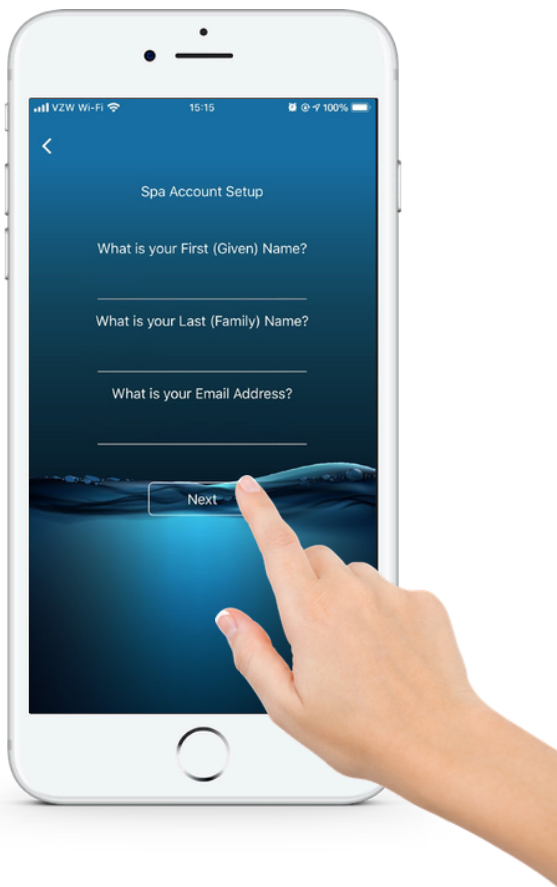 VZW Wi-Fi
15:15
100%
Spa Account Setup
What is your First (Given) Name?
What is your Last (Family) Name?
What is your Email Address?
Next